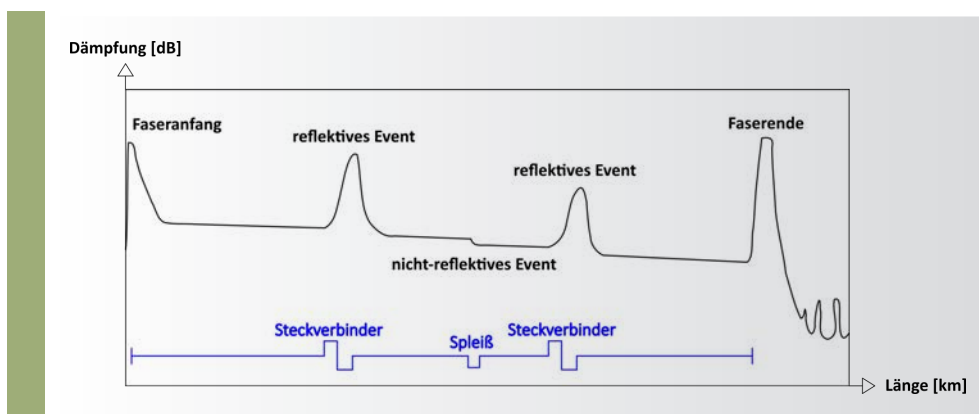 Dämpfung [dB]
Faseranfang
reflektives Event
Faserende
reflektives Event
nicht-reflektives Event
Steckverbinder
Spleiß
Steckverbinder
Länge [km]